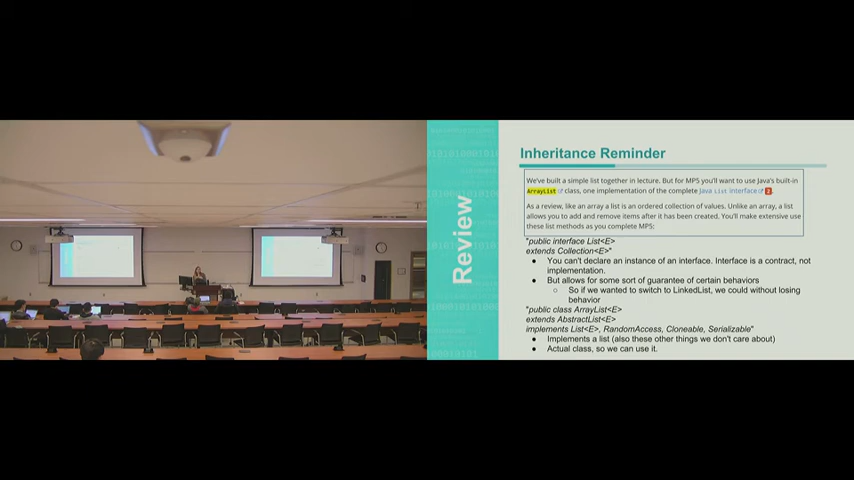 Review
Inheritance Reminder
We've built a simple list together in lecture. But for MP5 you'll want to use Java's built-in
ArrayList class, one implementation of the complete Java List interface 2.
As a review, like an array a list is an ordered collection of values. Unlike an array, a list
allows you to add and remove items after it has been created. You'll make extensive use
these list methods as you complete MP5:
"public interface List<E>
extends Collection<E>"
● You can't declare an instance of an interface. Interface is a contract, not
implementation.
● But allows for some sort of guarantee of certain behaviors
○ So if we wanted to switch to LinkedList, we could without losing
behavior
"public class ArrayList<E>
extends AbstractList<E>
implements List<E>, RandomAccess, Cloneable, Serializable"
● Implements a list (also these other things we don't care about)
● Actual class, so we can use it.